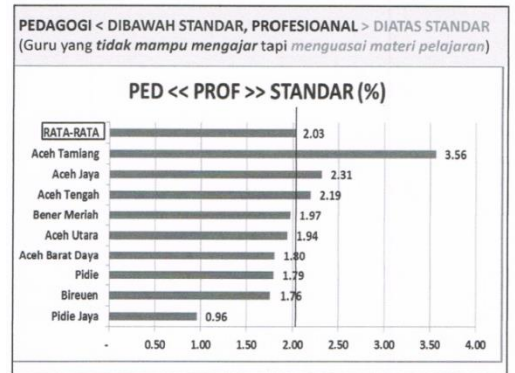 PEDAGOGI < DIBAWAH STANDAR, PROFESIOANAL > DIATAS STANDAR
(Guru yang tidak mampu mengajar tapi menguasai materi pelajaran)
PED << PROF >> STANDAR (%)
RATA-RATA 2.03
Aceh Tamiang 3.56
Aceh Jaya 2.31
Aceh Tengah 2.19
Bener Meriah 1.97
Aceh Utara 1.94
Aceh Barat Daya 1.80
Pidie 1.79
Bireuen 1.76
Pidie Jaya 0.96
- 0.50 1.00 1.50 2.00 2.50 3.00 3.50 4.00